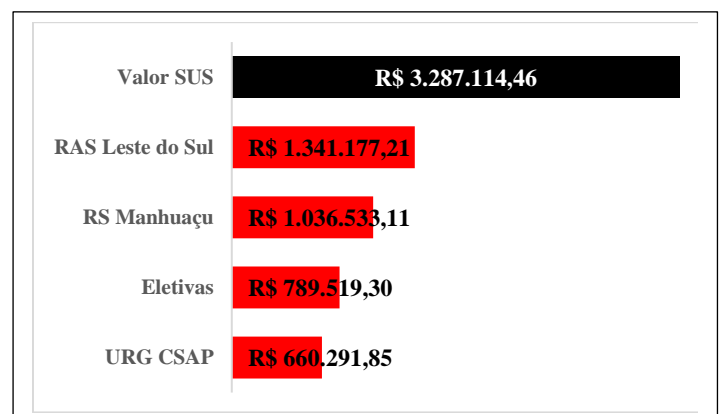 Valor SUS R$ 3.287.114,46
RAS Leste do Sul R$ 1.341.177,21
RS Manhuaçu R$ 1.036.533,11
Eletivas R$ 789.519,30
URG CSAP R$ 660.291,85